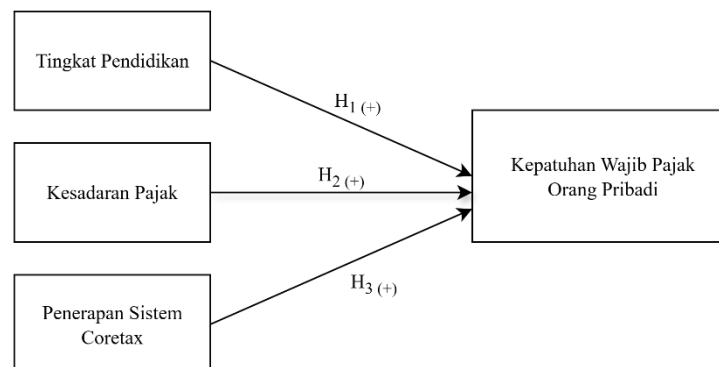 Tingkat Pendidikan
H1 (+)
Kesadaran Pajak
H2 (+)
Kepatuhan Wajib Pajak
Orang Pribadi
H3 (+)
Penerapan Sistem
Coretax